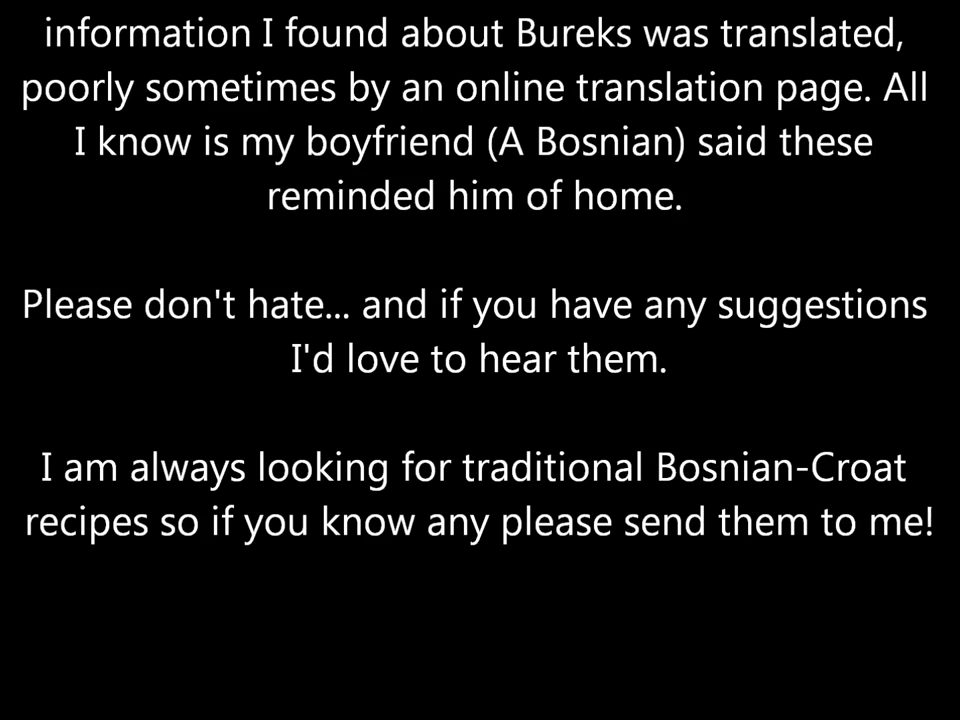 information I found about Bureks was translated,
poorly sometimes by an online translation page. All
I know is my boyfriend (A Bosnian) said these
reminded him of home.
Please don't hate... and if you have any suggestions
I'd love to hear them.
I am always looking for traditional Bosnian-Croat
recipes so if you know any please send them to me!